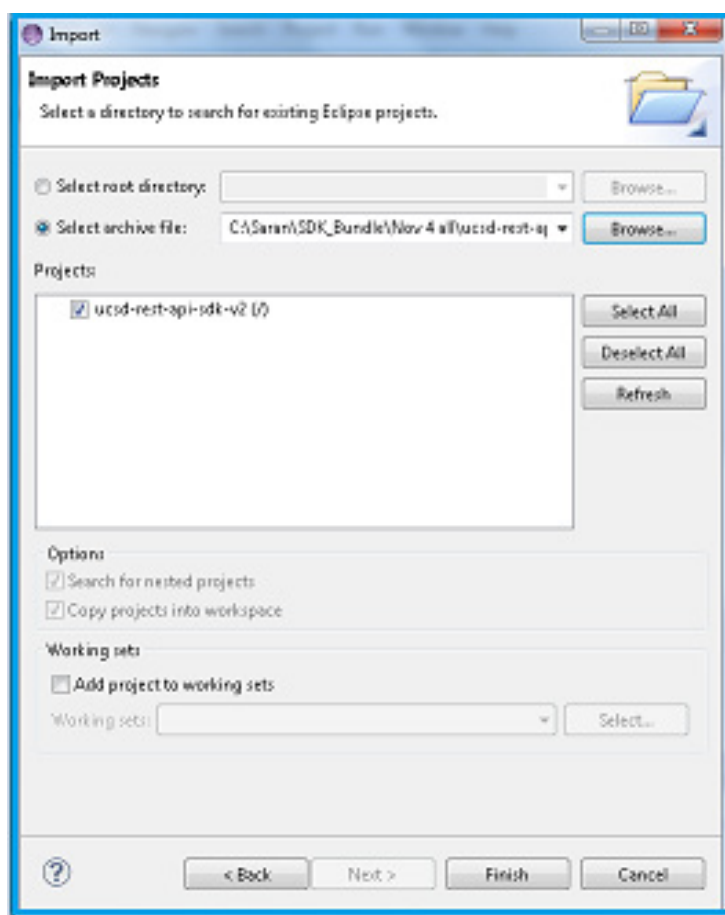 Import
Import Projects
Select a directory to search for existing Eclipse projects.
Select root directory:
Browse...
Select archive file: C:\Saran\SDK_Bundle\Nov 4 all\ucsd-rest-ap
Browse...
Projects:
ucsd-rest-api-sdk-v2 (/)
Select All
Deselect All
Refresh
Options
Search for nested projects
Copy projects into workspace
Working sets
Add project to working sets
Working sets:
Select...
?
< Back
Next >
Finish
Cancel